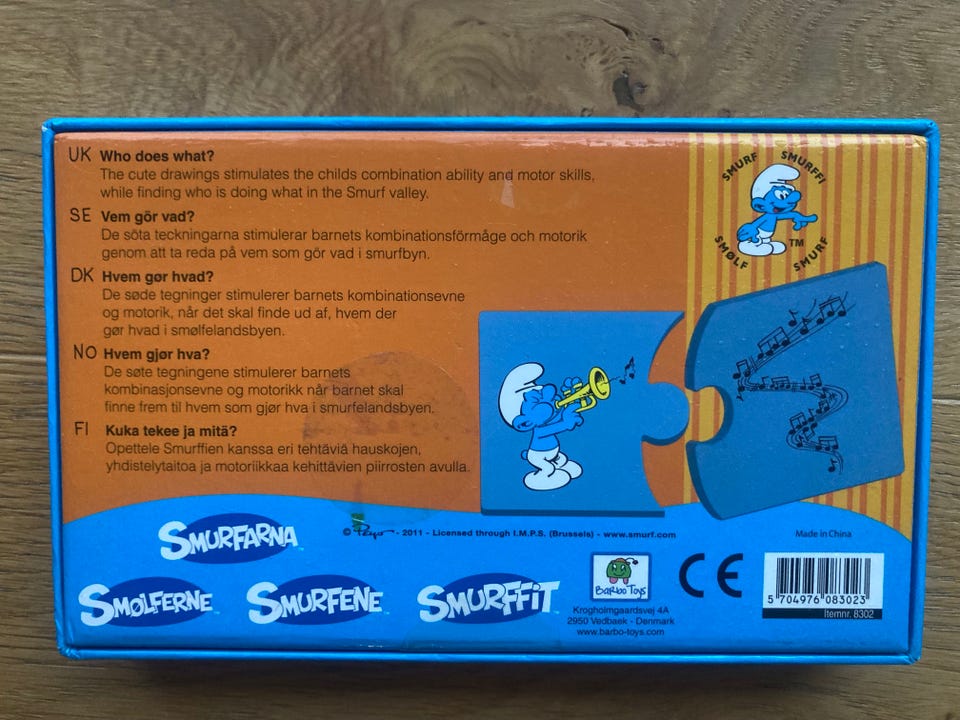 UK Who does what?
The cute drawings stimulates the childs combination ability and motor skills,
while finding who is doing what in the Smurf valley.
SE Vem gör vad?
De söta teckningarna stimulerar barnets kombinationsförmåge och motorik
genom att ta reda på vem som gör vad i smurfbyn.
DK Hvem gør hvad?
De søde tegninger stimulerer barnets kombinationsevne
og motorik, når det skal finde ud af, hvem der
gør hvad i smølfelandsbyen.
NO Hvem gjør hva?
De søte tegningene stimulerer barnets
kombinasjonsevne og motorikk når barnet skal
finne frem til hvem som gjør hva i smurfelandsbyen.
FI Kuka tekee ja mitä?
Opettele Smurffien kanssa eri tehtäviä hauskojen,
yhdistelytaitoa ja motoriikkaa kehittävien piirrosten avulla.
SMURF SMURFFI
SMØLF SMURF
TM
SMURFARNA
SMØLFERNE SMURFENE SMURFFIT
© Peyo - 2011 - Licensed through I.M.P.S. (Brussels) - www.smurf.com
Barbo Toys
Krogholmgaardsvej 4A
2950 Vedbaek - Denmark
www.barbo-toys.com
CE
Made in China
5 704976 083023
Itemnr. 8302